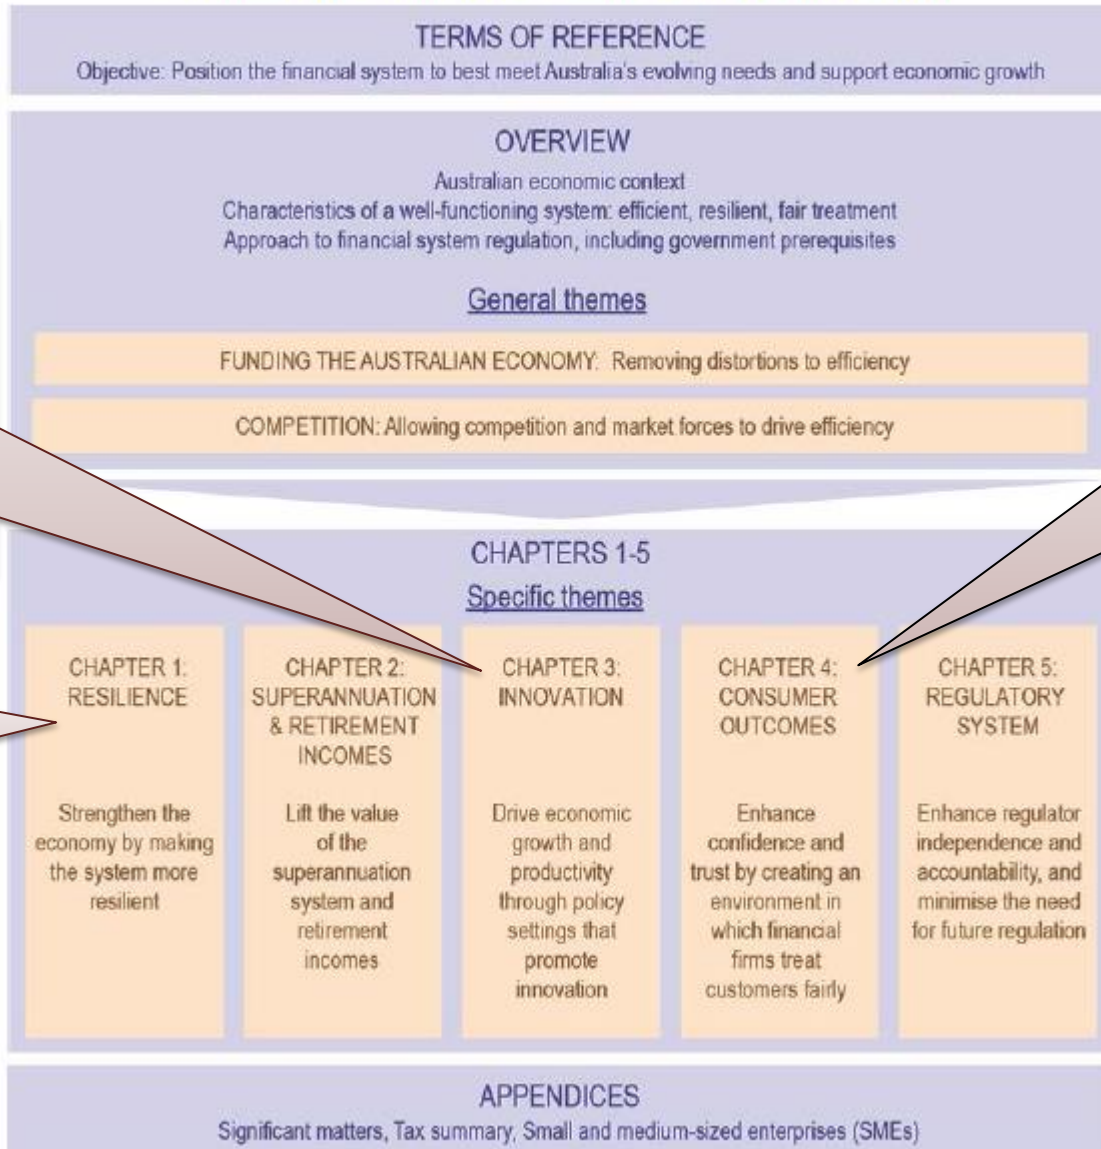 TERMS OF REFERENCE
Objective: Position the financial system to best meet Australia's evolving needs and support economic growth
OVERVIEW
Australian economic context
Characteristics of a well-functioning system: efficient, resilient, fair treatment
Approach to financial system regulation, including government prerequisites
General themes
FUNDING THE AUSTRALIAN ECONOMY: Removing distortions to efficiency
COMPETITION: Allowing competition and market forces to drive efficiency
CHAPTERS 1-5
Specific themes
CHAPTER 1:
RESILIENCE
Strengthen the
economy by making
the system more
resilient
CHAPTER 2:
SUPERANNUATION
& RETIREMENT
INCOMES
Lift the value
of the
superannuation
system and
retirement
incomes
CHAPTER 3:
INNOVATION
Drive economic
growth and
productivity
through policy
settings that
promote
innovation
CHAPTER 4:
CONSUMER
OUTCOMES
Enhance
confidence and
trust by creating an
environment in
which financial
firms treat
customers fairly
CHAPTER 5:
REGULATORY
SYSTEM
Enhance regulator
independence and
accountability, and
minimise the need
for future regulation
APPENDICES
Significant matters, Tax summary, Small and medium-sized enterprises (SMEs)